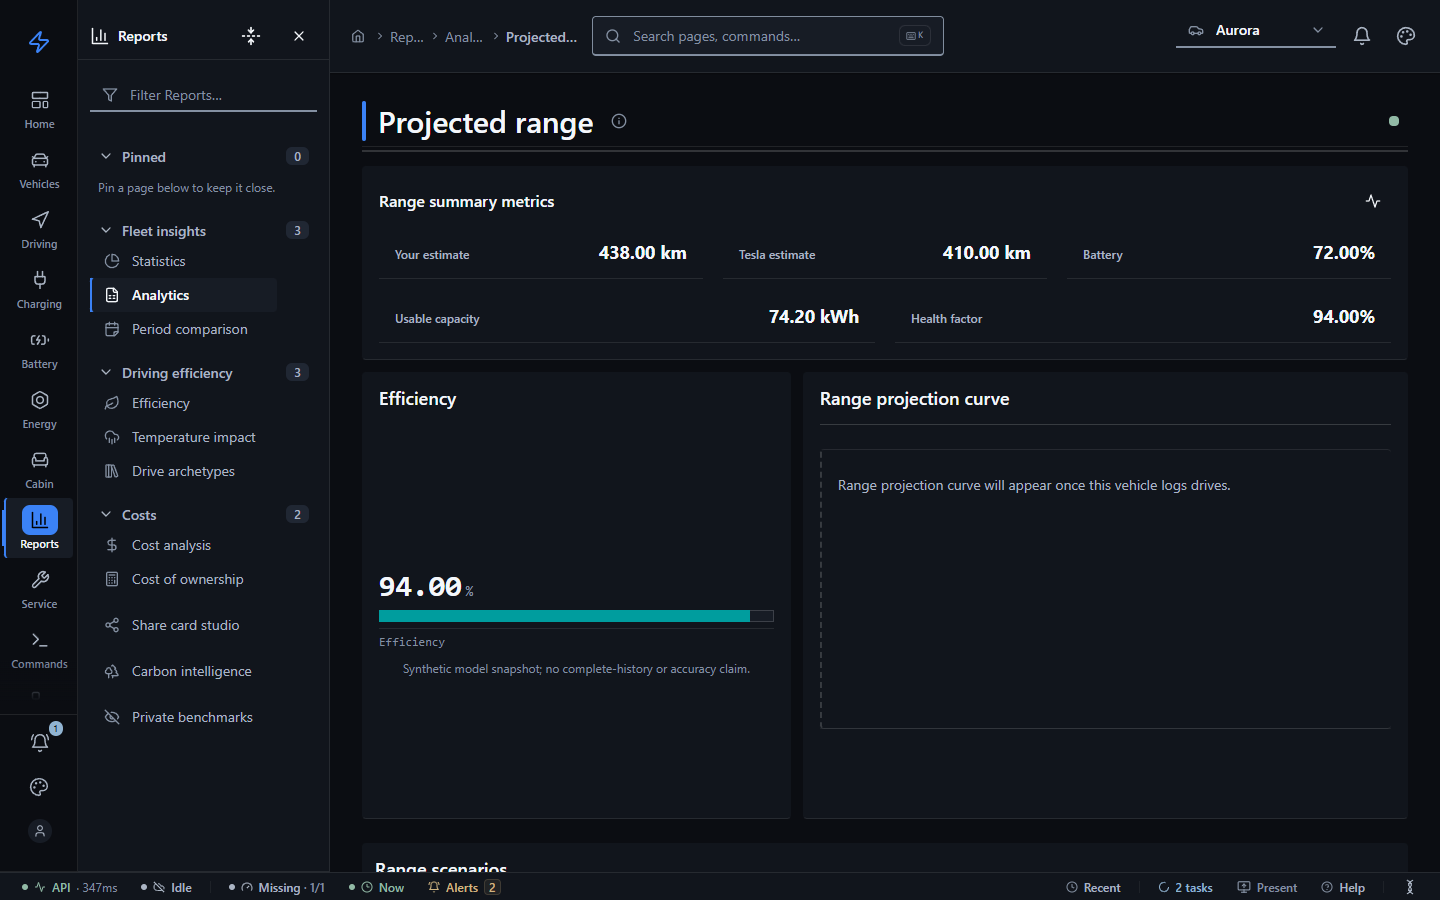 Home
Vehicles
Driving
Charging
Battery
Energy
Cabin
Reports
Service
Commands
1
Reports
Filter Reports...
Pinned 0
Pin a page below to keep it close.
Fleet insights 3
Statistics
Analytics
Period comparison
Driving efficiency 3
Efficiency
Temperature impact
Drive archetypes
Costs 2
Cost analysis
Cost of ownership
Share card studio
Carbon intelligence
Private benchmarks
Rep... Anal... Projected...
Search pages, commands... K
Aurora
Projected range
Range summary metrics
Your estimate 438.00 km Tesla estimate 410.00 km Battery 72.00%
Usable capacity 74.20 kWh Health factor 94.00%
Efficiency
94.00 %
Efficiency
Synthetic model snapshot; no complete-history or accuracy claim.
Range projection curve
Range projection curve will appear once this vehicle logs drives.
Range scenarios
API · 347ms Idle Missing · 1/1 Now Alerts 2 Recent 2 tasks Present Help